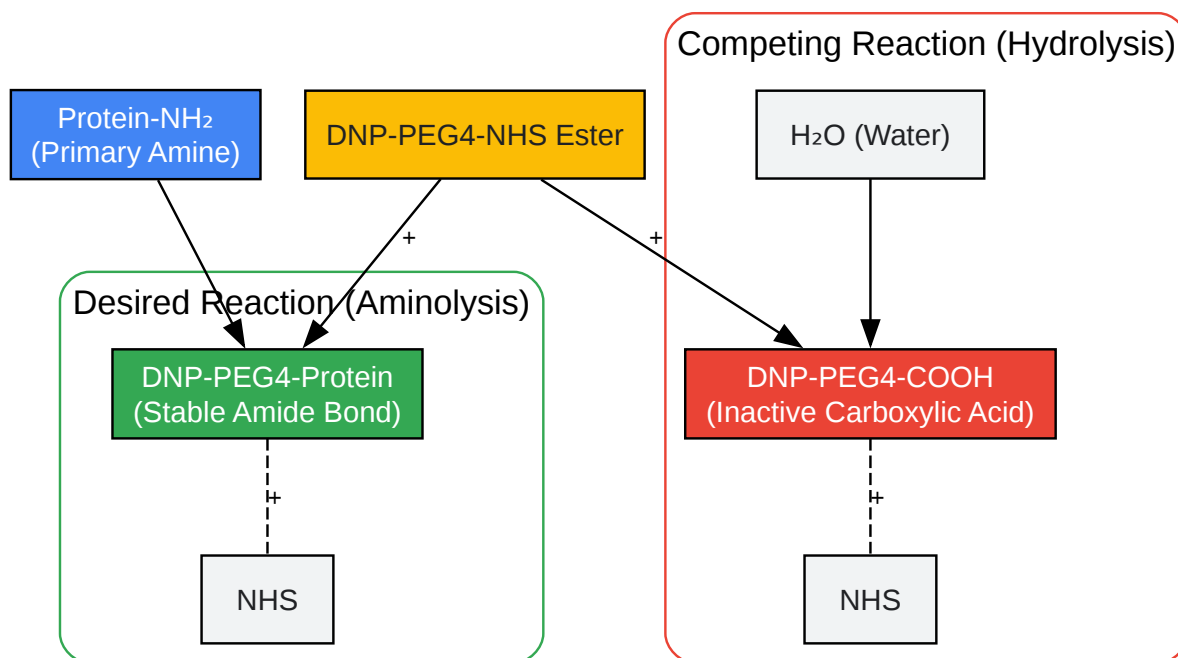 Competing Reaction (Hydrolysis)
Protein-NH₂
(Primary Amine)
DNP-PEG4-NHS Ester
H₂O (Water)
+
+
Desired Reaction (Aminolysis)
DNP-PEG4-Protein
(Stable Amide Bond)
DNP-PEG4-COOH
(Inactive Carboxylic Acid)
+
+
NHS
NHS